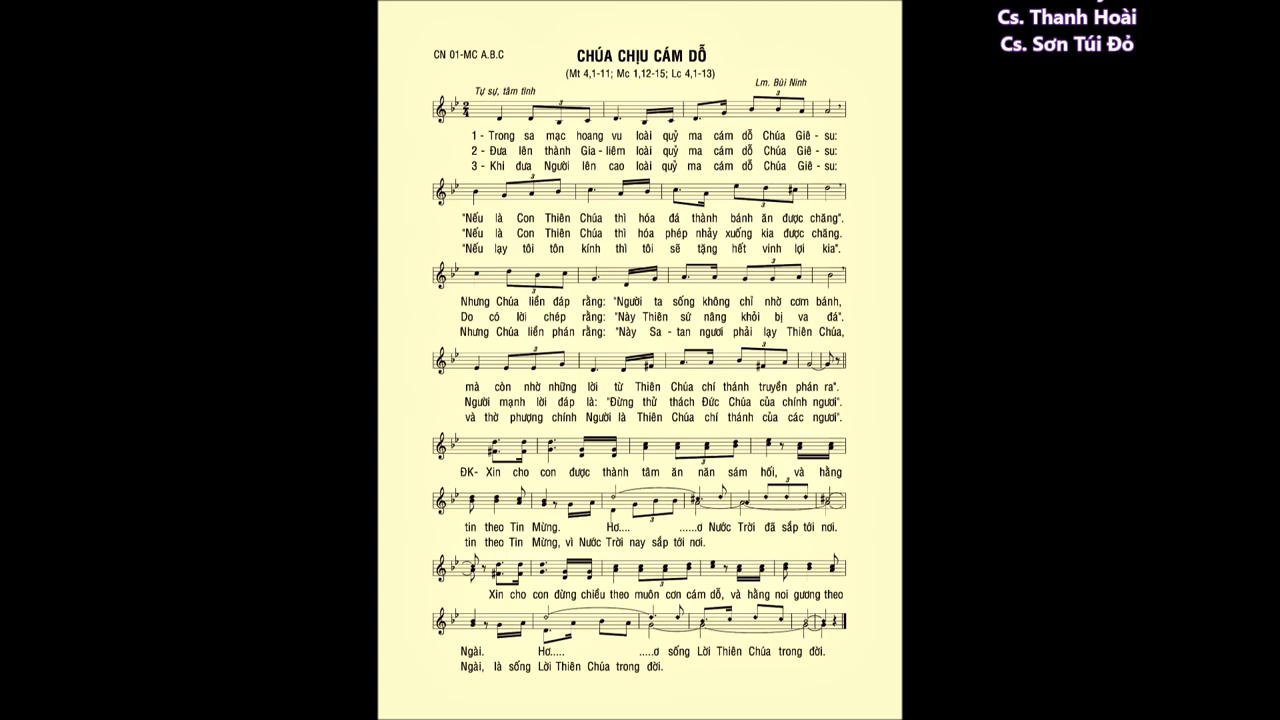 Cs. Thanh Hoài
Cs. Sơn Túi Đỏ
CN 01-MC A.B.C
CHÚA CHỊU CÁM DỖ
(Mt 4,1-11; Mc 1,12-15; Lc 4,1-13)
Lm. Bùi Ninh
Tự sự, tâm tình
1 - Trong sa mạc hoang vu loài quỷ ma cám dỗ Chúa Giê - su:
2 - Đưa lên thành Gia - liêm loài quỷ ma cám dỗ Chúa Giê - su:
3 - Khi đưa Người lên cao loài quỷ ma cám dỗ Chúa Giê - su:
"Nếu là Con Thiên Chúa thì hóa đá thành bánh ăn được chăng".
"Nếu là Con Thiên Chúa thì hóa phép nhảy xuống kia được chăng.
"Nếu lạy tôi tôn kính thì tôi sẽ tặng hết vinh lợi kia".
Nhưng Chúa liền đáp rằng: "Người ta sống không chỉ nhờ cơm bánh,
Do có lời chép rằng: "Này Thiên sứ nâng khỏi bị va đá".
Nhưng Chúa liền phán rằng: "Này Sa - tan ngươi phải lạy Thiên Chúa,
mà còn nhờ những lời từ Thiên Chúa chí thánh truyền phán ra".
Người mạnh lời đáp là: "Đừng thử thách Đức Chúa của chính ngươi".
và thờ phượng chính Người là Thiên Chúa chí thánh của các ngươi".
ĐK- Xin cho con được thành tâm ăn năn sám hối, và hằng
tin theo Tin Mừng. Hơ.... ......ơ Nước Trời đã sắp tới nơi.
tin theo Tin Mừng, vì Nước Trời nay sắp tới nơi.
Xin cho con đừng chiều theo muôn cơn cám dỗ, và hằng noi gương theo
Ngài. Hơ..... .....ơ sống Lời Thiên Chúa trong đời.
Ngài, là sống Lời Thiên Chúa trong đời.